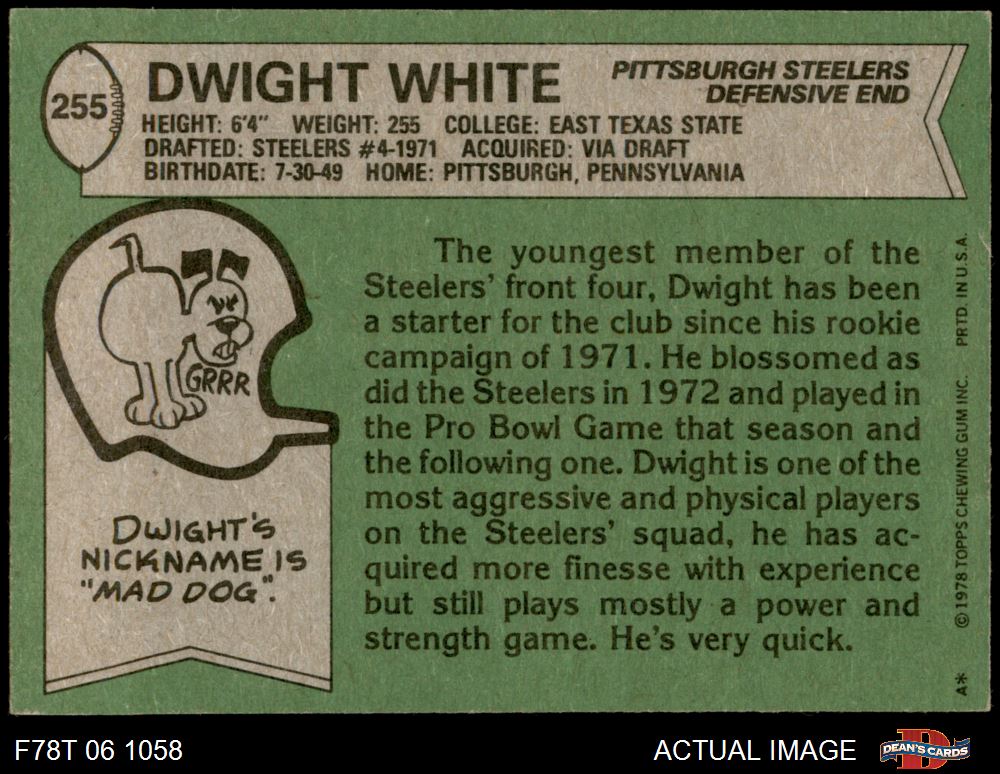 255
DWIGHT WHITE
PITTSBURGH STEELERS
DEFENSIVE END
HEIGHT: 6'4" WEIGHT: 255 COLLEGE: EAST TEXAS STATE
DRAFTED: STEELERS #4-1971 ACQUIRED: VIA DRAFT
BIRTHDATE: 7-30-49 HOME: PITTSBURGH, PENNSYLVANIA
GRRR
DWIGHT'S
NICKNAME IS
"MAD DOG".
The youngest member of the
Steelers' front four, Dwight has been
a starter for the club since his rookie
campaign of 1971. He blossomed as
did the Steelers in 1972 and played in
the Pro Bowl Game that season and
the following one. Dwight is one of the
most aggressive and physical players
on the Steelers' squad, he has ac-
quired more finesse with experience
but still plays mostly a power and
strength game. He's very quick.
A* © 1978 TOPPS CHEWING GUM INC. PRTD. IN U.S.A.
F78T 06 1058
ACTUAL IMAGE
DEAN'S CARDS